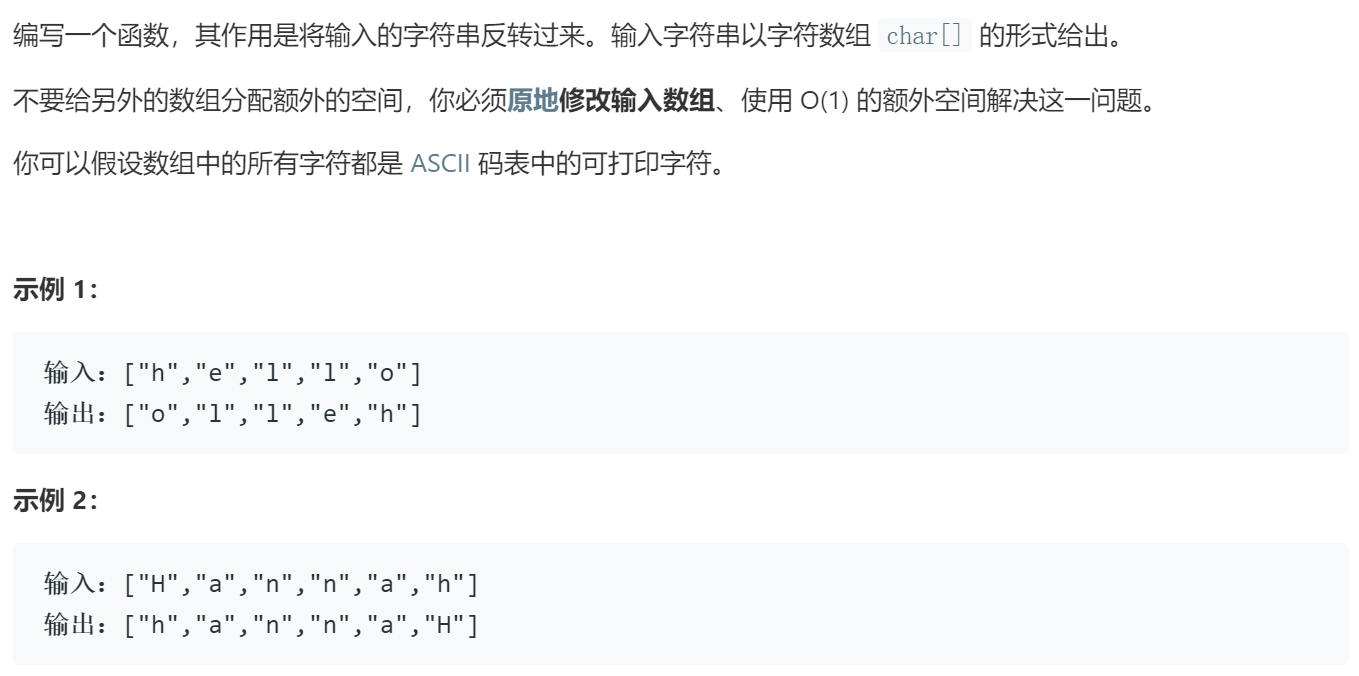 编写一个函数，其作用是将输入的字符串反转过来。输入字符串以字符数组 char[] 的形式给出。
不要给另外的数组分配额外的空间，你必须原地修改输入数组、使用 O(1) 的额外空间解决这一问题。
你可以假设数组中的所有字符都是 ASCII 码表中的可打印字符。
示例 1：
输入：["h","e","l","l","o"]
输出：["o","l","l","e","h"]
示例 2：
输入：["H","a","n","n","a","h"]
输出：["h","a","n","n","a","H"]